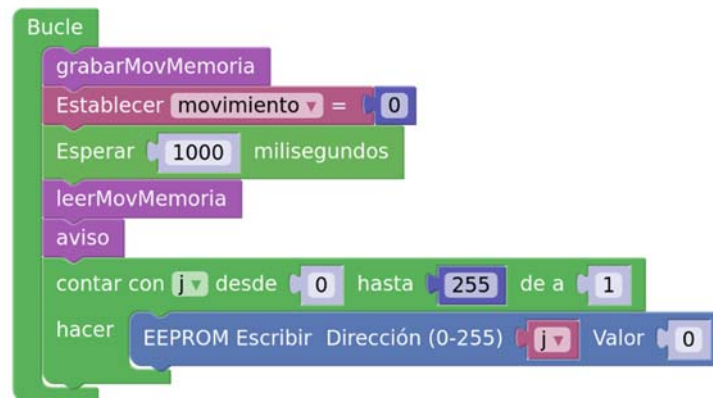 Bucle
grabarMovMemoria
Establecer movimiento = 0
Esperar 1000 milisegundos
leerMovMemoria
aviso
contar con j desde 0 hasta 255 de a 1
hacer EEPROM Escribir Dirección (0-255) j Valor 0